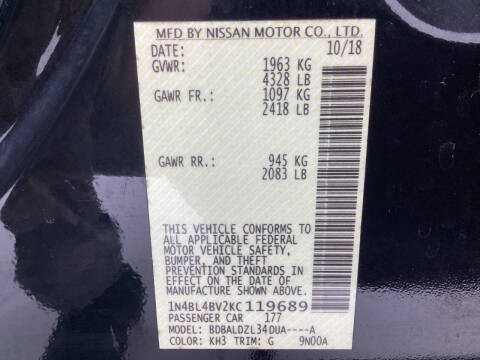 MFD BY NISSAN MOTOR CO., LTD.
DATE: 10/18
GVWR: 1963 KG
4328 LB
GAWR FR.: 1097 KG
2418 LB
GAWR RR.: 945 KG
2083 LB
THIS VEHICLE CONFORMS TO
ALL APPLICABLE FEDERAL
MOTOR VEHICLE SAFETY,
BUMPER, AND THEFT
PREVENTION STANDARDS IN
EFFECT ON THE DATE OF
MANUFACTURE SHOWN ABOVE.
1N4BL4BV2KC119689
PASSENGER CAR 177
MODEL: BDBALDZL34DUA----A
COLOR: KH3 TRIM: G 9N00A